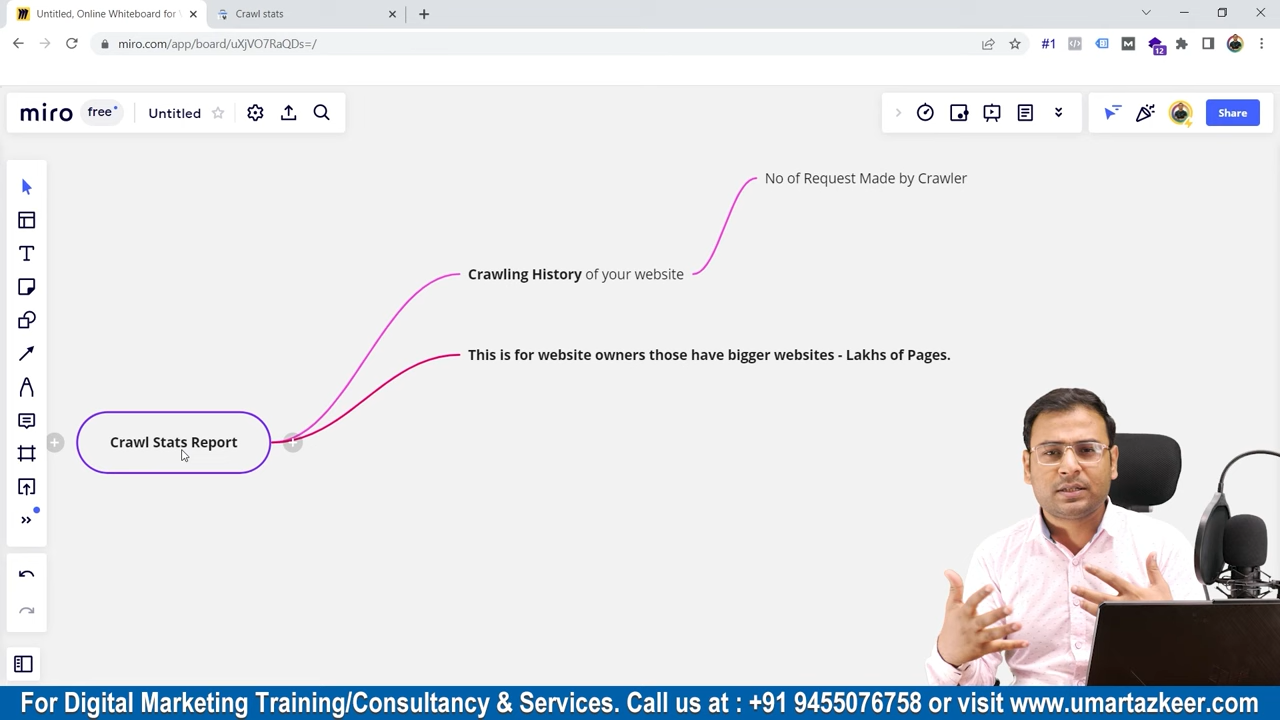 Untitled, Online Whiteboard for
Crawl stats
miro.com/app/board/uXjVO7RaQDs=/
#1
12
miro
free
Untitled
Share
No of Request Made by Crawler
Crawling History of your website
This is for website owners those have bigger websites - Lakhs of Pages.
Crawl Stats Report
For Digital Marketing Training/Consultancy & Services. Call us at : +91 9455076758 or visit www.umartazkeer.com